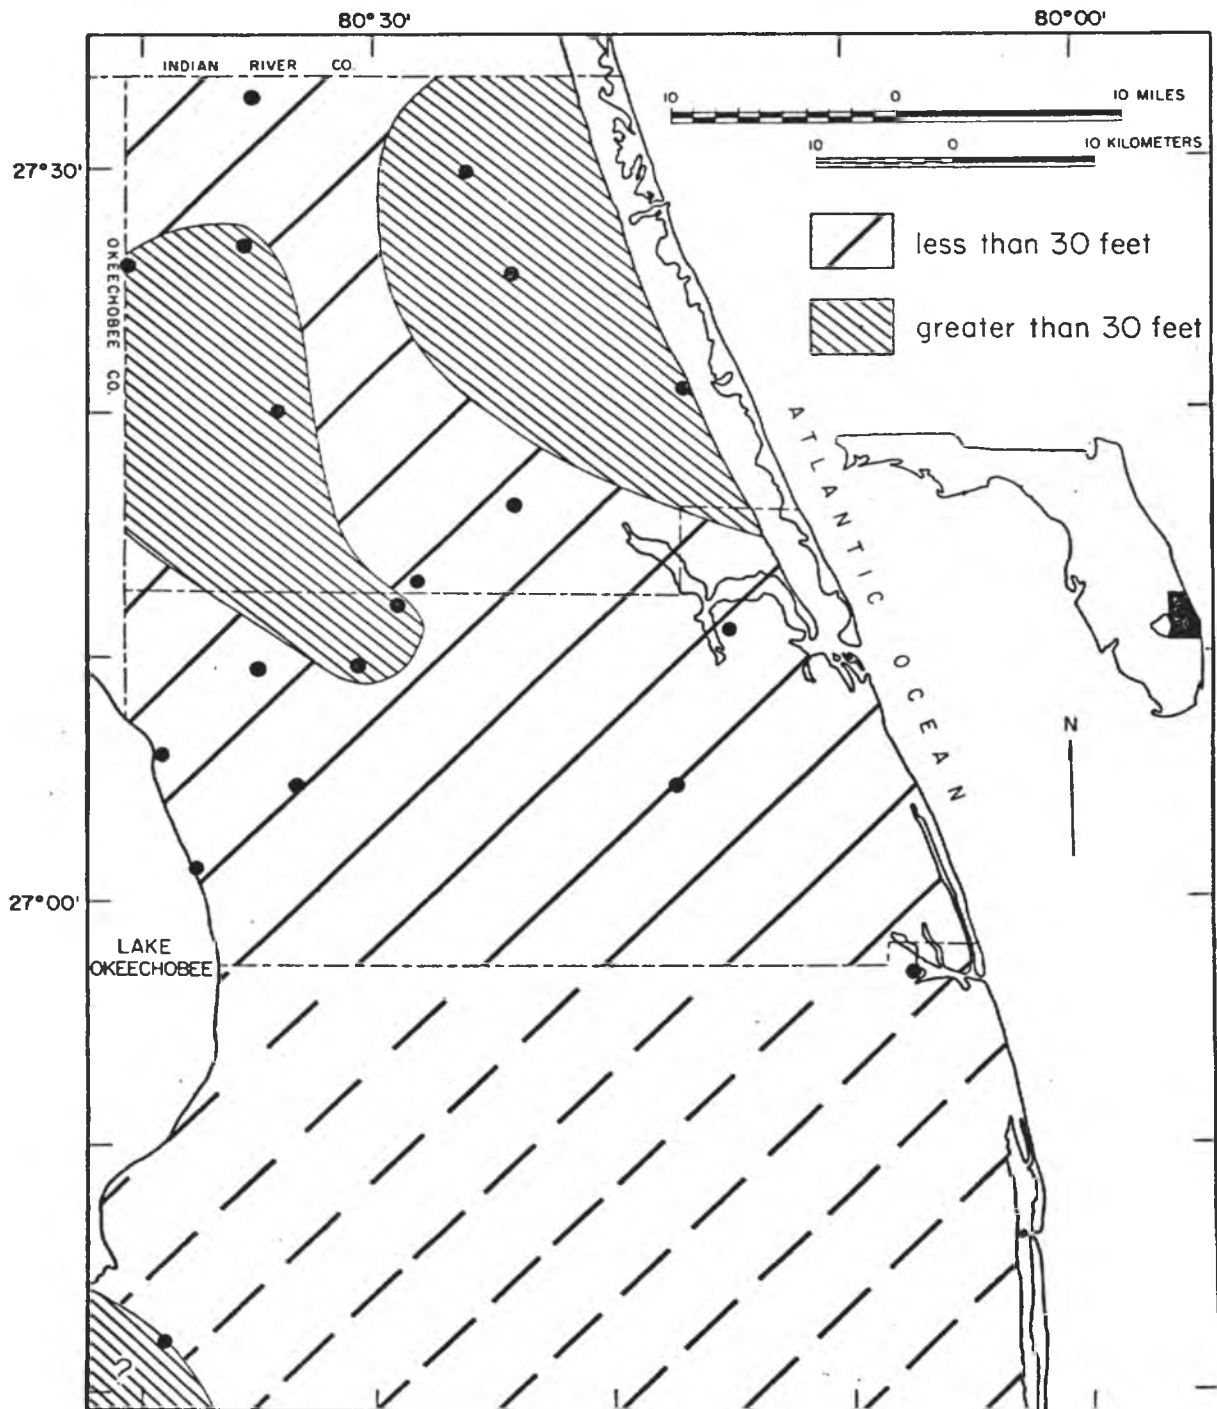 80°30'
80°00'
INDIAN RIVER CO.
10 0 10 MILES
10 0 10 KILOMETERS
27°30'
less than 30 feet
OKEECHOBEE CO.
greater than 30 feet
ATLANTIC OCEAN
N
27°00'
LAKE
OKEECHOBEE
?